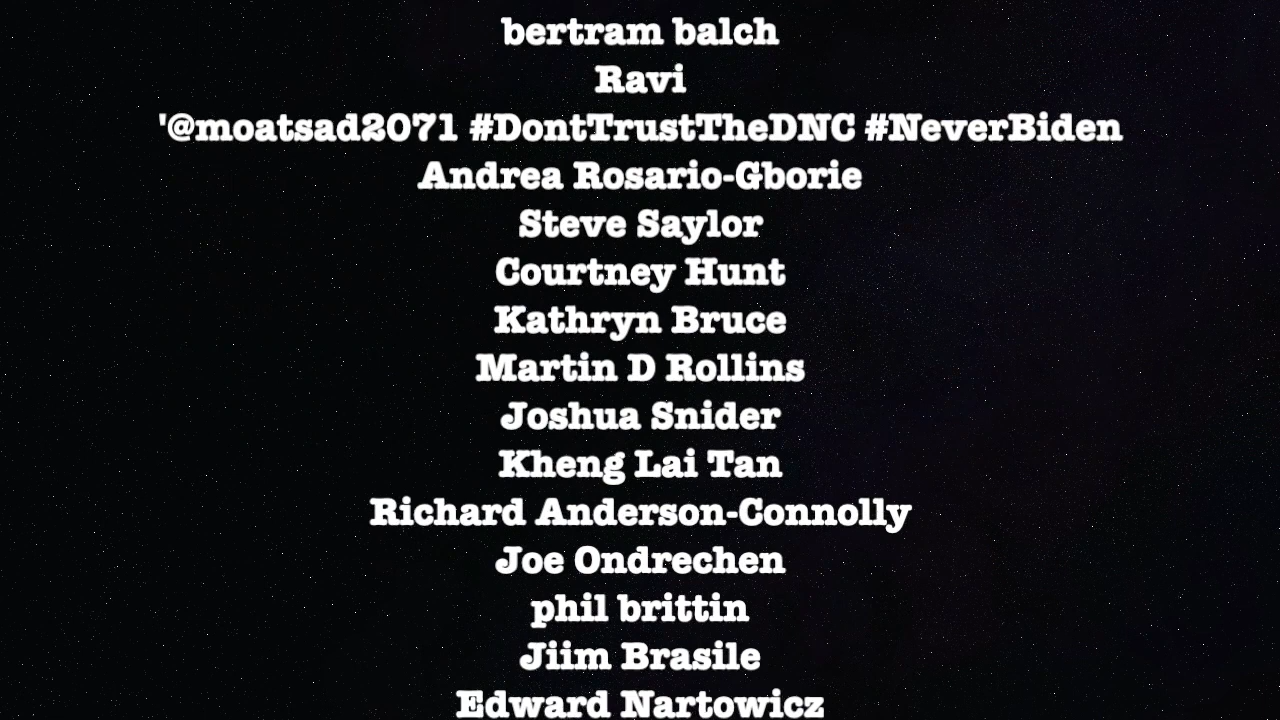 bertram balch
Ravi
'@moatsad2071 #DontTrustTheDNC #NeverBiden
Andrea Rosario-Gborie
Steve Saylor
Courtney Hunt
Kathryn Bruce
Martin D Rollins
Joshua Snider
Kheng Lai Tan
Richard Anderson-Connolly
Joe Ondrechen
phil brittin
Jiim Brasile
Edward Nartowicz